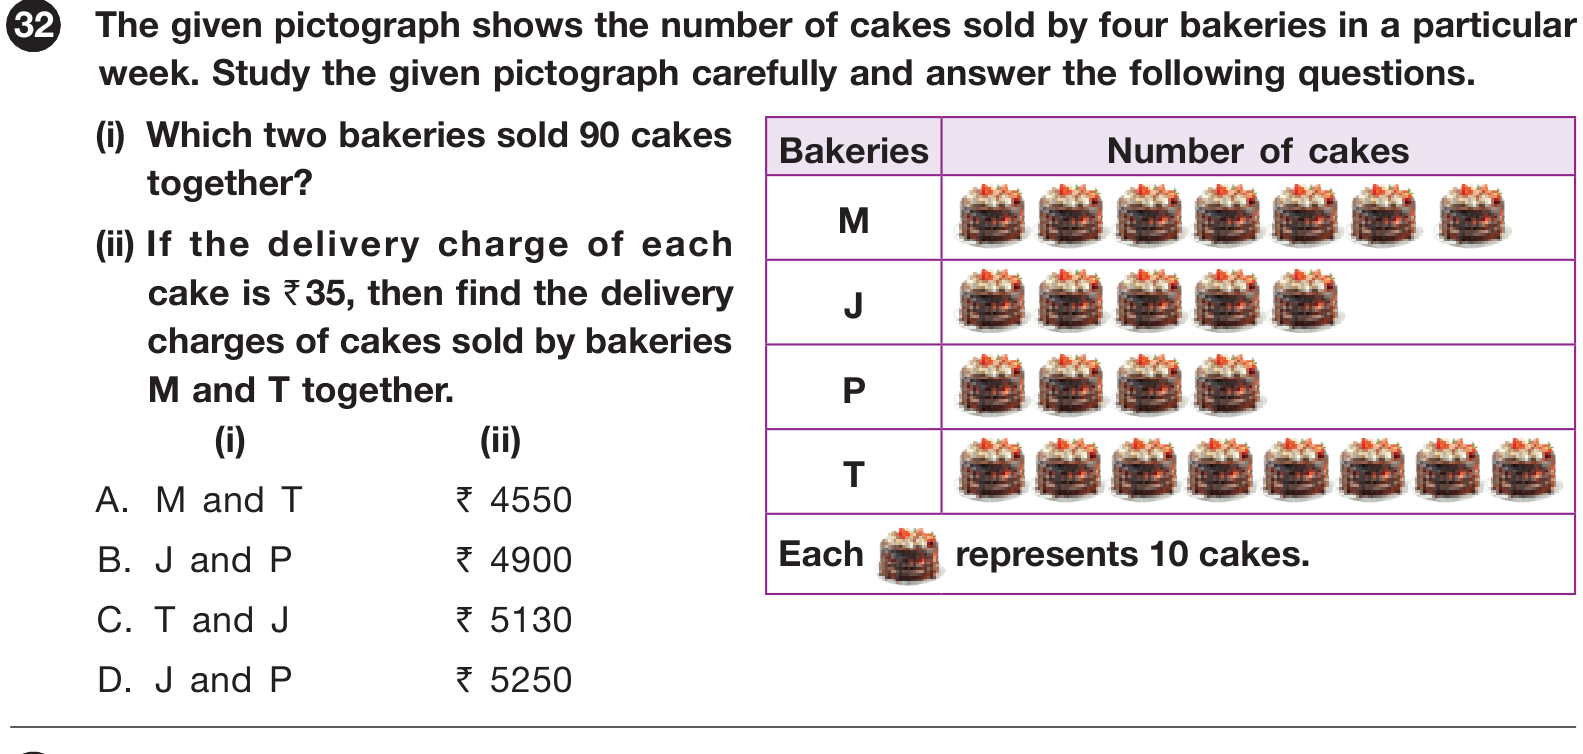 32 The given pictograph shows the number of cakes sold by four bakeries in a particular
week. Study the given pictograph carefully and answer the following questions.
(i) Which two bakeries sold 90 cakes
together?
(ii) If the delivery charge of each
cake is ₹35, then find the delivery
charges of cakes sold by bakeries
M and T together.
(i) (ii)
A. M and T ₹ 4550
B. J and P ₹ 4900
C. T and J ₹ 5130
D. J and P ₹ 5250
Bakeries Number of cakes
M
J
P
T
Each represents 10 cakes.